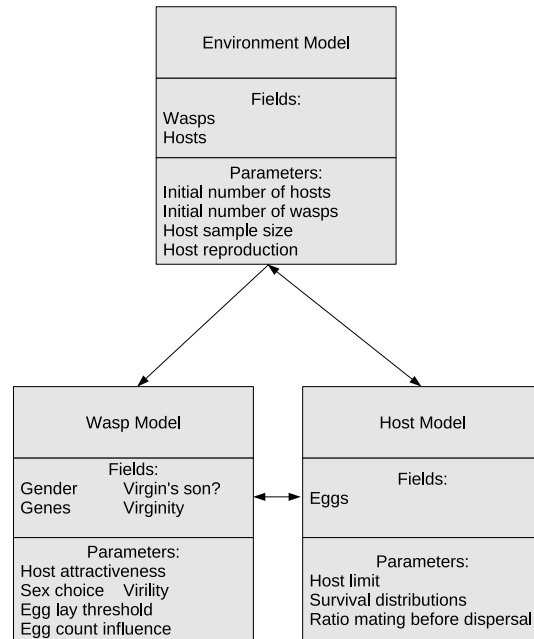 Environment Model
Fields:
Wasps
Hosts
Parameters:
Initial number of hosts
Initial number of wasps
Host sample size
Host reproduction
Wasp Model
Fields:
Gender Virgin's son?
Genes Virginity
Parameters:
Host attractiveness
Sex choice Virility
Egg lay threshold
Egg count influence
Host Model
Fields:
Eggs
Parameters:
Host limit
Survival distributions
Ratio mating before dispersal